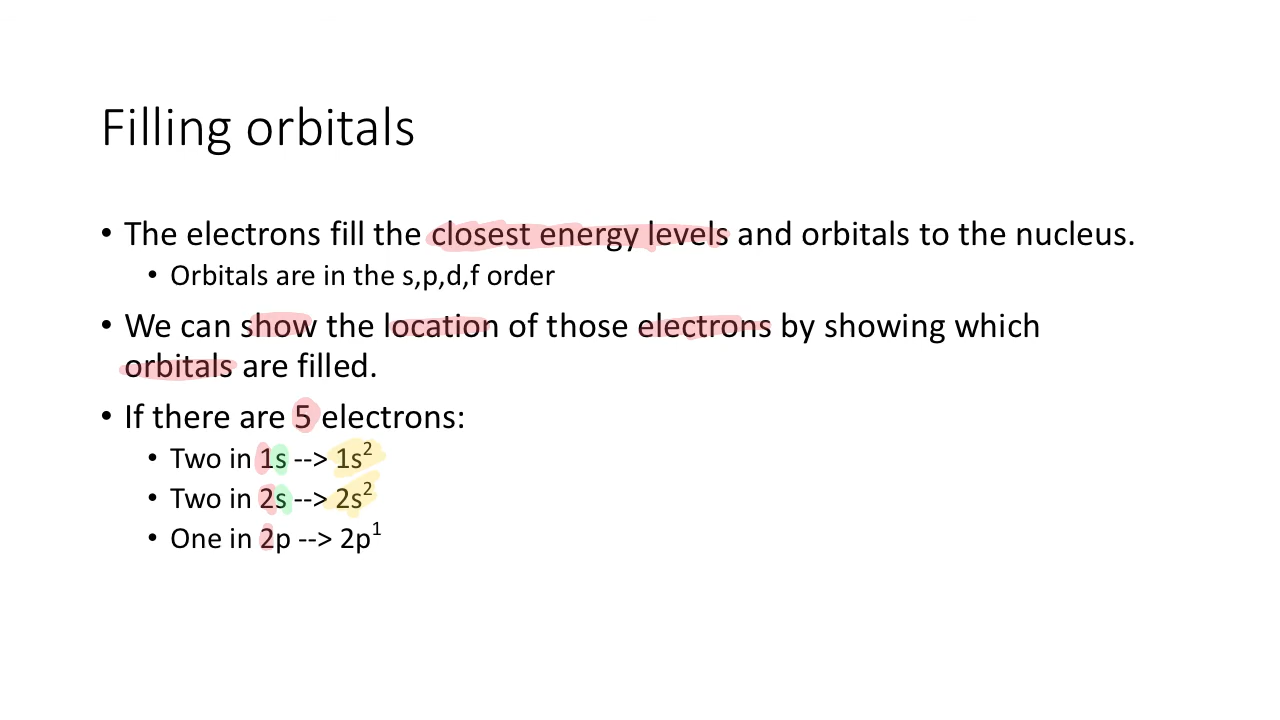 Filling orbitals
• The electrons fill the closest energy levels and orbitals to the nucleus.
• Orbitals are in the s,p,d,f order
• We can show the location of those electrons by showing which
orbitals are filled.
• If there are 5 electrons:
• Two in 1s --> 1s²
• Two in 2s --> 2s²
• One in 2p --> 2p¹